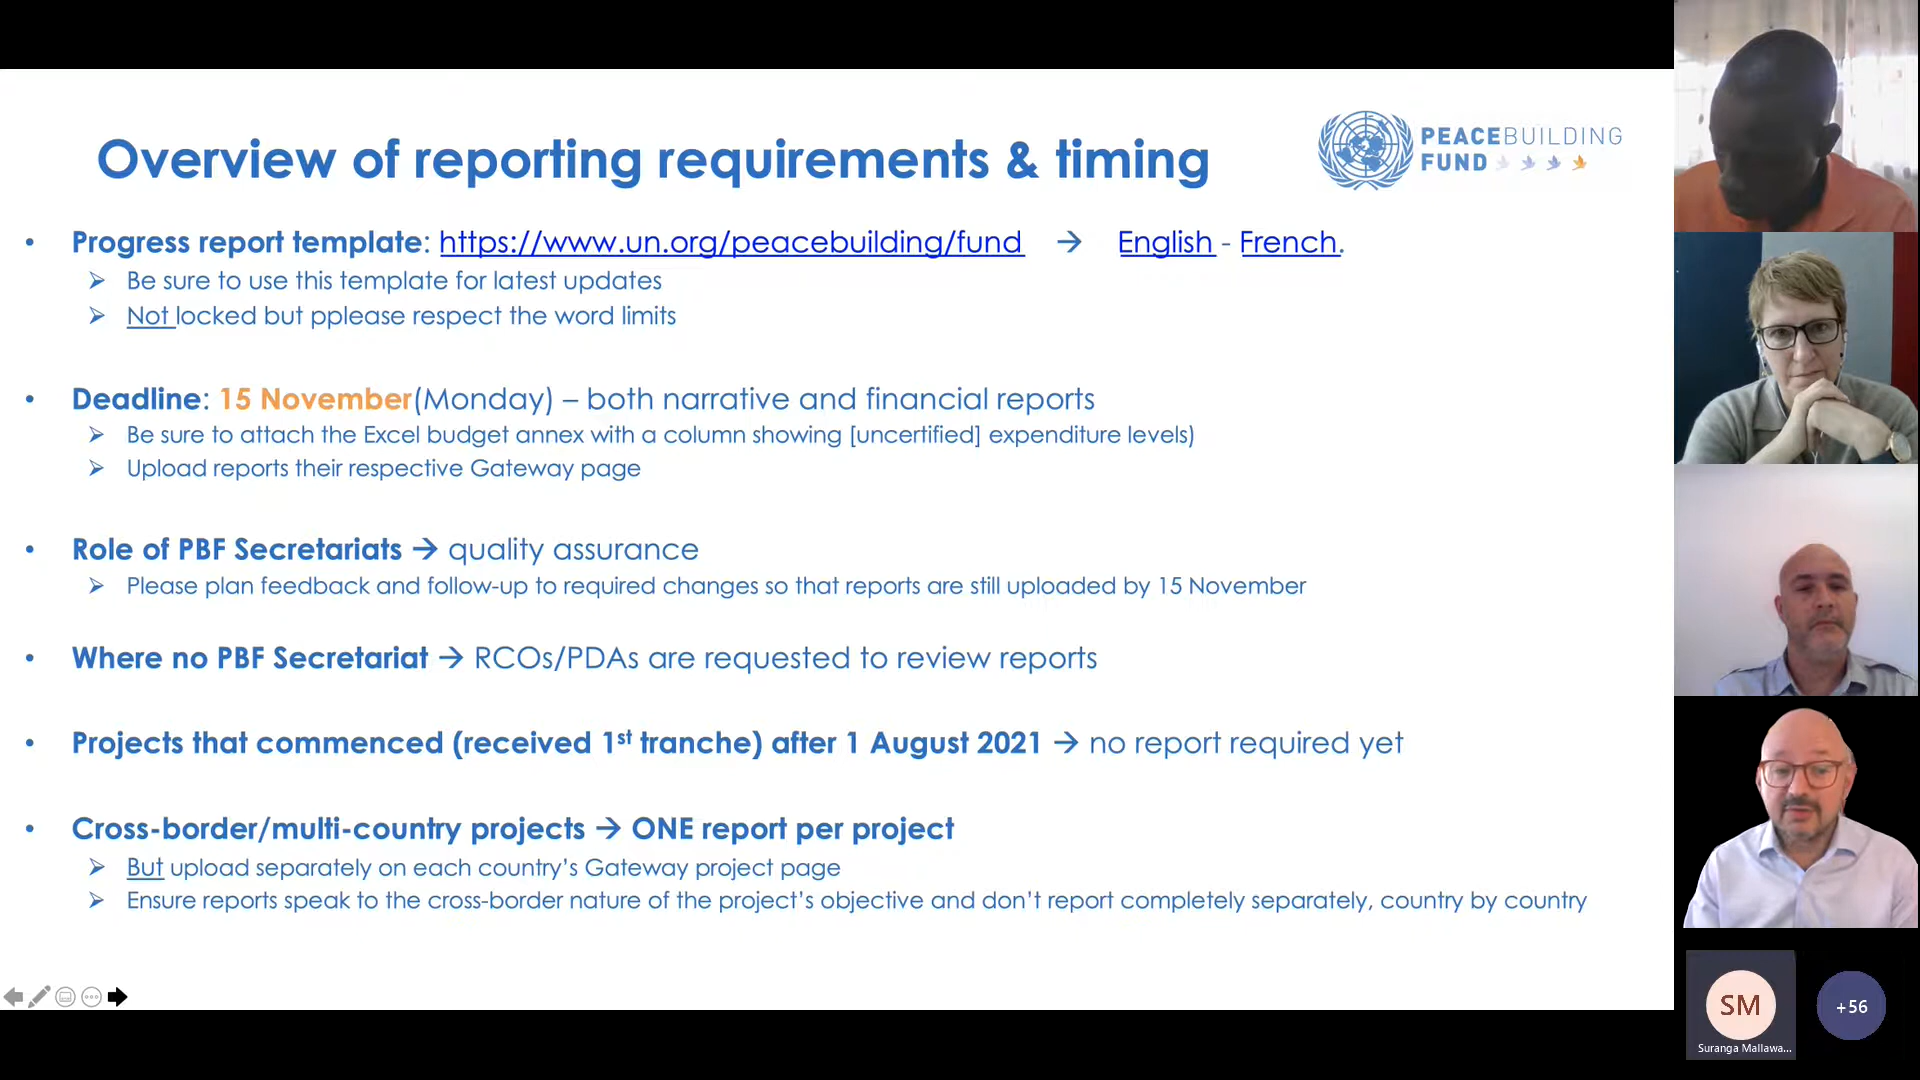 Overview of reporting requirements & timing
PEACEBUILDING
FUND
• Progress report template: https://www.un.org/peacebuilding/fund → English - French.
➢ Be sure to use this template for latest updates
➢ Not locked but pplease respect the word limits
• Deadline: 15 November(Monday) – both narrative and financial reports
➢ Be sure to attach the Excel budget annex with a column showing [uncertified] expenditure levels)
➢ Upload reports their respective Gateway page
• Role of PBF Secretariats → quality assurance
➢ Please plan feedback and follow-up to required changes so that reports are still uploaded by 15 November
• Where no PBF Secretariat → RCOs/PDAs are requested to review reports
• Projects that commenced (received 1st tranche) after 1 August 2021 → no report required yet
• Cross-border/multi-country projects → ONE report per project
➢ But upload separately on each country’s Gateway project page
➢ Ensure reports speak to the cross-border nature of the project’s objective and don’t report completely separately, country by country
SM
+56
Suranga Mallawa...